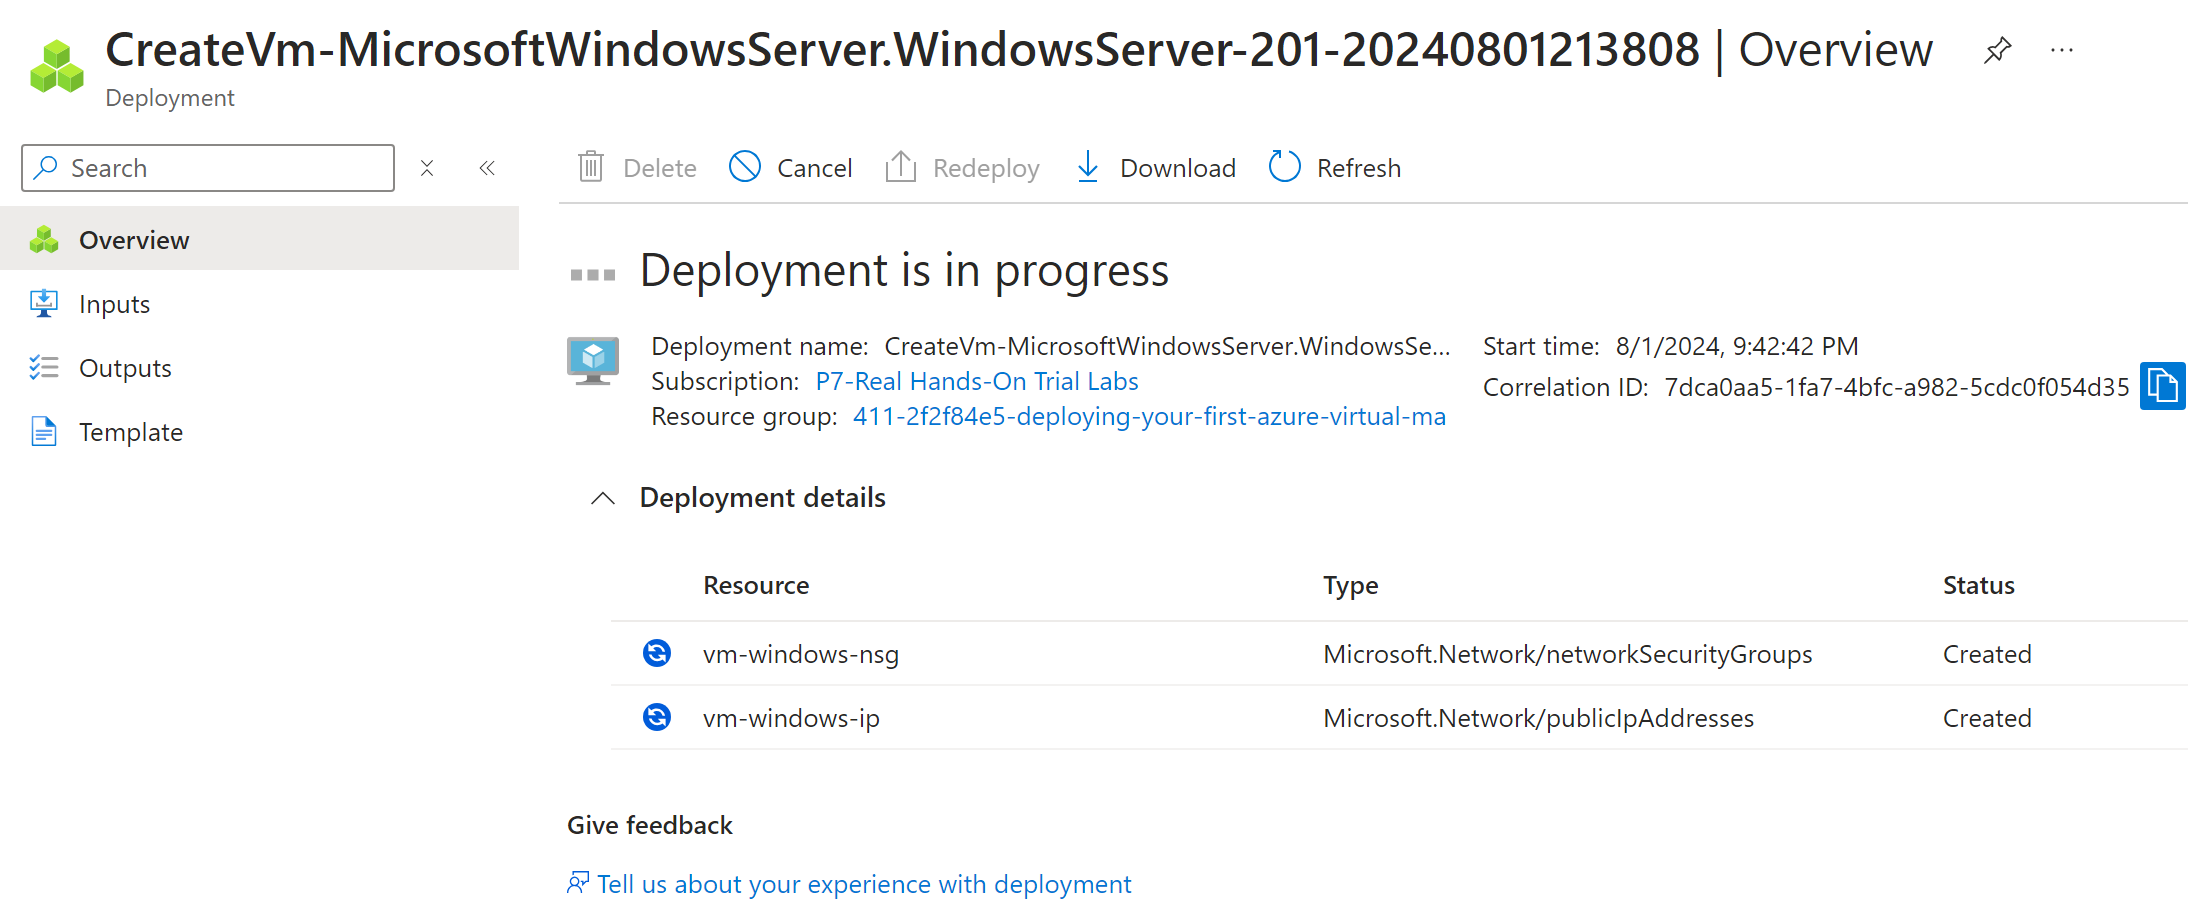 CreateVm-MicrosoftWindowsServer.WindowsServer-201-20240801213808 | Overview
Deployment
Search
Delete
Cancel
Redeploy
Download
Refresh
Overview
Inputs
Outputs
Template
Deployment is in progress
Deployment name: CreateVm-MicrosoftWindowsServer.WindowsSe...
Subscription: P7-Real Hands-On Trial Labs
Resource group: 411-2f2f84e5-deploying-your-first-azure-virtual-ma
Start time: 8/1/2024, 9:42:42 PM
Correlation ID: 7dca0aa5-1fa7-4bfc-a982-5cdc0f054d35
Deployment details
Resource Type Status
vm-windows-nsg Microsoft.Network/networkSecurityGroups Created
vm-windows-ip Microsoft.Network/publicIpAddresses Created
Give feedback
Tell us about your experience with deployment